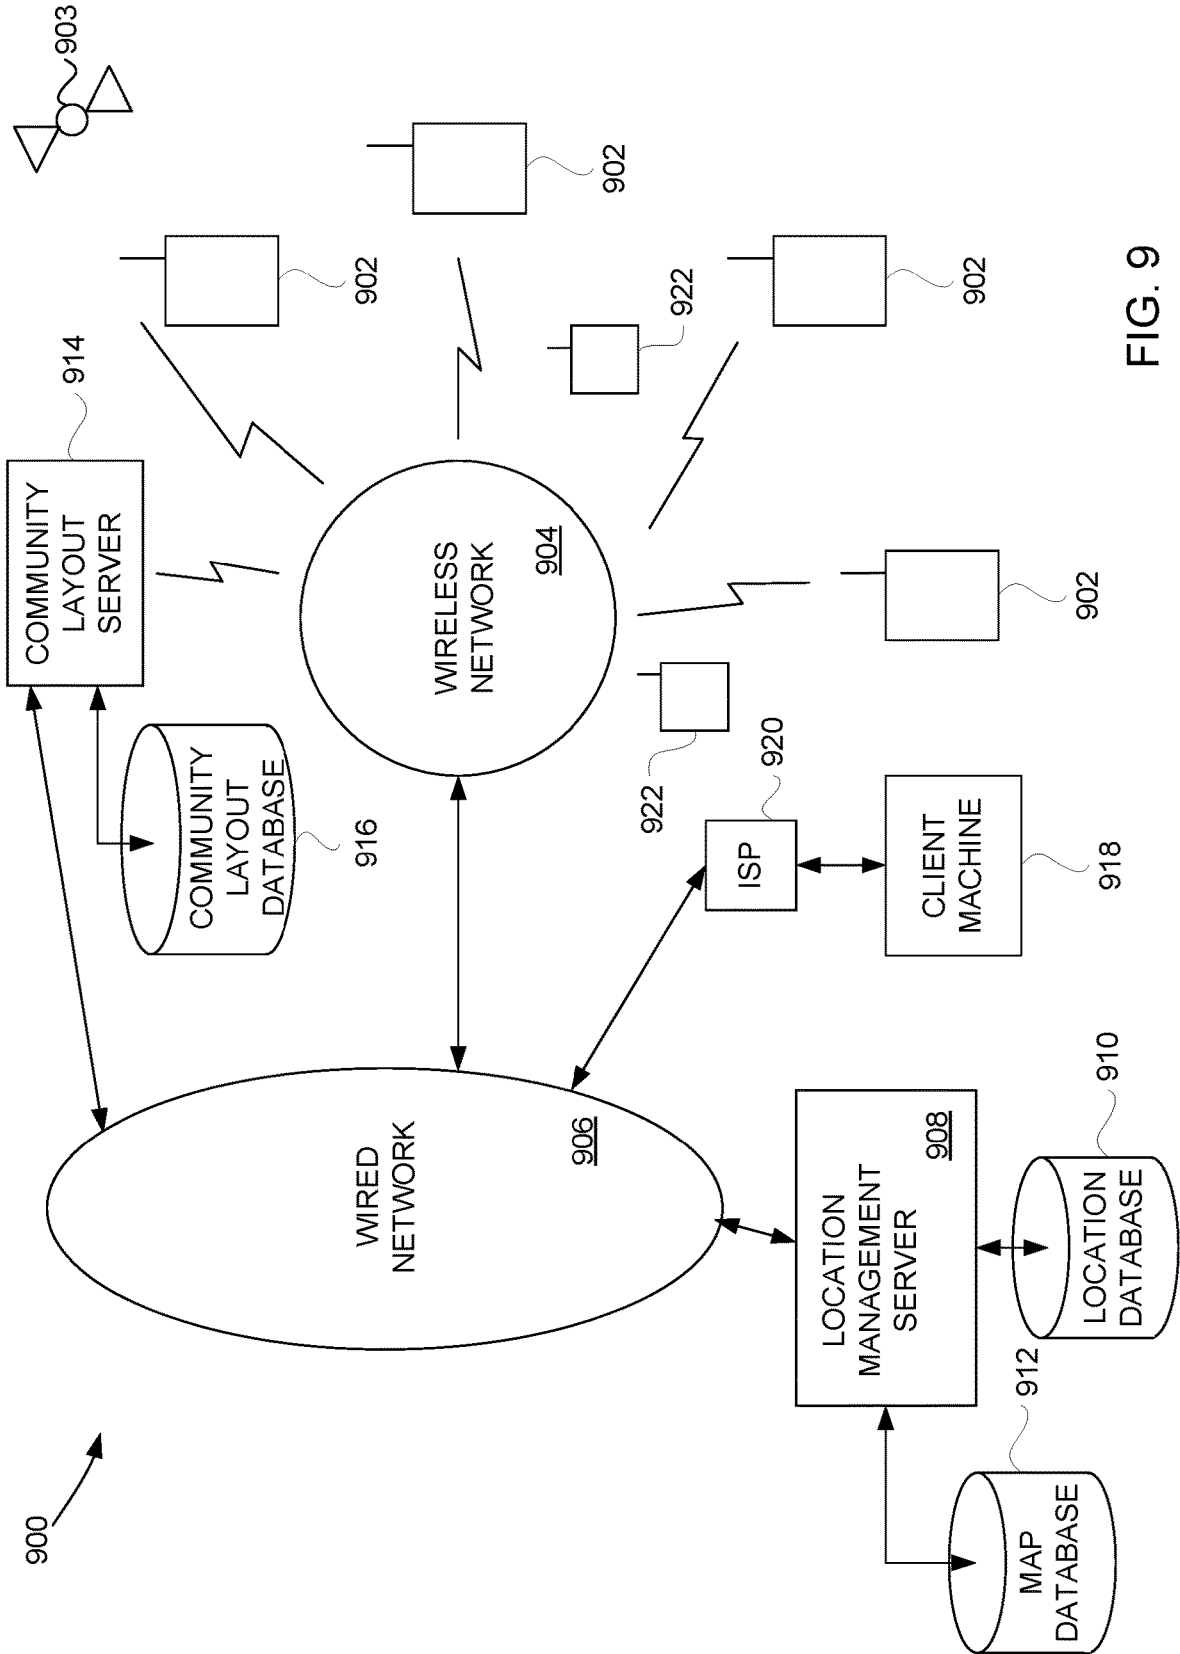 900
WIRED
NETWORK
906
COMMUNITY
LAYOUT
SERVER
914
COMMUNITY
LAYOUT
DATABASE
916
WIRELESS
NETWORK
904
903
902
902
902
902
922
922
ISP
920
CLIENT
MACHINE
918
LOCATION
MANAGEMENT
SERVER
908
LOCATION
DATABASE
910
MAP
DATABASE
912
FIG. 9